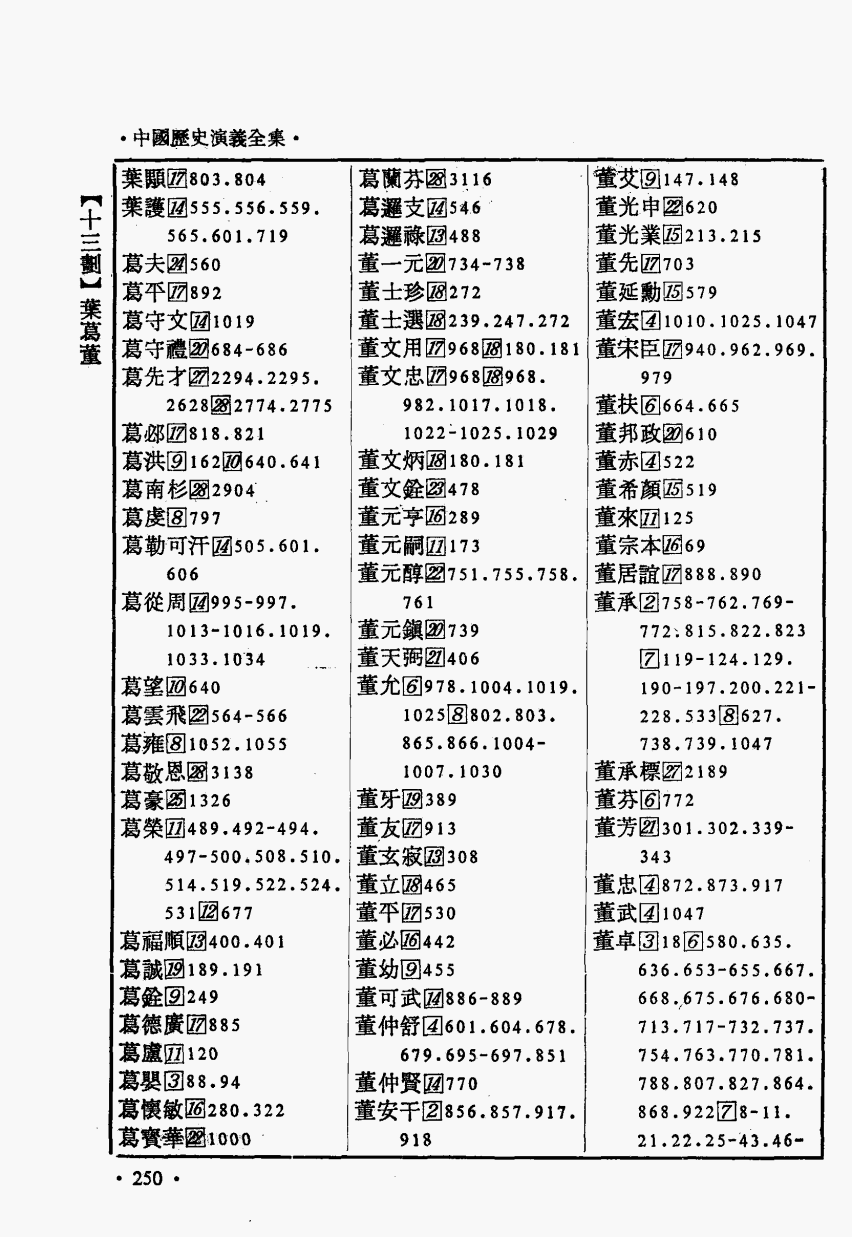 •中國歷史演義全集•
【十三劃】葉葛董
葉顒[17]803.804
葉護[14]555.556.559.
565.601.719
葛夫[24]560
葛平[17]892
葛守文[14]1019
葛守禮[20]684-686
葛先才[27]2294.2295.
2628[28]2774.2775
葛郯[17]818.821
葛洪[9]162[10]640.641
葛南杉[28]2904
葛虔[8]797
葛勒可汗[14]505.601.
606
葛從周[14]995-997.
1013-1016.1019.
1033.1034
葛望[10]640
葛雲飛[22]564-566
葛雍[8]1052.1055
葛敬恩[28]3138
葛豪[25]1326
葛榮[11]489.492-494.
497-500.508.510.
514.519.522.524.
531[12]677
葛福順[13]400.401
葛誠[19]189.191
葛銓[9]249
葛德廣[17]885
葛盧[11]120
葛嬰[3]88.94
葛懷敏[16]280.322
葛寶華[22]1000
葛蘭芬[28]3116
葛邏支[14]546
葛邏祿[13]488
董一元[20]734-738
董士珍[18]272
董士選[18]239.247.272
董文用[17]968[18]180.181
董文忠[17]968[18]968.
982.1017.1018.
1022-1025.1029
董文炳[18]180.181
董文銓[23]478
董元亨[16]289
董元嗣[11]173
董元醇[22]751.755.758.
761
董元鎭[20]739
董天弼[21]406
董允[6]978.1004.1019.
1025[8]802.803.
865.866.1004-
1007.1030
董牙[19]389
董友[17]913
董玄寂[13]308
董立[18]465
董平[17]530
董必[16]442
董幼[9]455
董可武[14]886-889
董仲舒[4]601.604.678.
679.695-697.851
董仲賢[14]770
董安于[2]856.857.917.
918
董艾[9]147.148
董光申[22]620
董光業[15]213.215
董先[17]703
董延勳[15]579
董宏[4]1010.1025.1047
董宋臣[17]940.962.969.
979
董扶[6]664.665
董邦政[20]610
董赤[4]522
董希顏[15]519
董來[11]125
董宗本[16]69
董居誼[17]888.890
董承[2]758-762.769-
772.815.822.823
[7]119-124.129.
190-197.200.221-
228.533[8]627.
738.739.1047
董承標[27]2189
董芬[6]772
董芳[21]301.302.339-
343
董忠[4]872.873.917
董武[4]1047
董卓[3]18[6]580.635.
636.653-655.667.
668.675.676.680-
713.717-732.737.
754.763.770.781.
788.807.827.864.
868.922[7]8-11.
21.22.25-43.46-
• 250 •